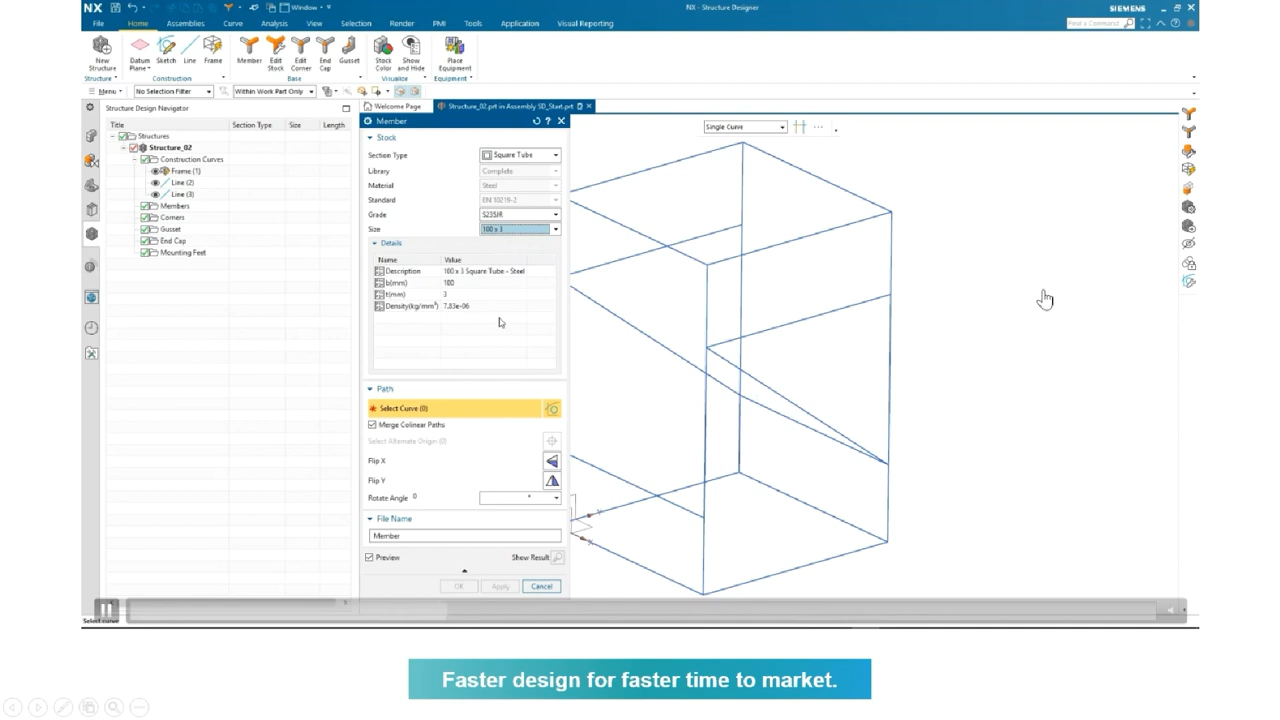 NX
Window
NX - Structure Designer
SIEMENS
File Home Assemblies Curve Analysis View Selection Render PMI Tools Application Visual Reporting
Find a Command
New Structure
Datum Plane
Sketch
Line
Frame
Member
Edit Stock
Edit Corner
End Cap
Gusset
Stock Color
Show and Hide
Place Equipment
Structure Construction Base Visualize Equipment
Menu No Selection Filter Within Work Part Only
Structure Design Navigator
Title Section Type Size Length
Structures
Structure_02
Construction Curves
Frame (1)
Line (2)
Line (3)
Members
Corners
Gusset
End Cap
Mounting Feet
Welcome Page Structure_02.prt in Assembly SD_Start.prt
Member
Stock
Section Type Square Tube
Library Complete
Material Steel
Standard EN 10219-2
Grade S235JR
Size 100 x 3
Details
Name Value
Description 100 x 3 Square Tube - Steel
b(mm) 100
t(mm) 3
Density(kg/mm³) 7.83e-06
Path
Select Curve (0)
Merge Colinear Paths
Select Alternate Origin (0)
Flip X
Flip Y
Rotate Angle 0 °
File Name
Member
Preview Show Result
OK Apply Cancel
Single Curve
Y
X
Select curve
Faster design for faster time to market.